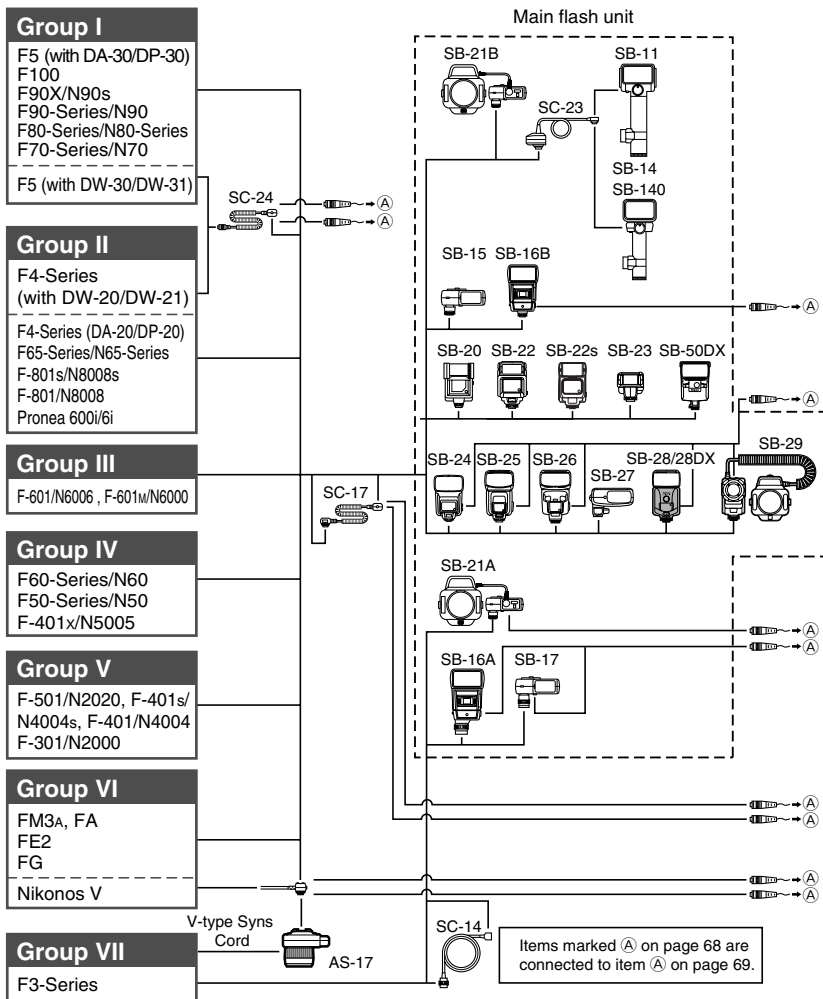 Group I
F5 (with DA-30/DP-30)
F100
F90X/N90s
F90-Series/N90
F80-Series/N80-Series
F70-Series/N70
F5 (with DW-30/DW-31)
Group II
F4-Series
(with DW-20/DW-21)
F4-Series (DA-20/DP-20)
F65-Series/N65-Series
F-801s/N8008s
F-801/N8008
Pronea 600i/6i
Group III
F-601/N6006 , F-601M/N6000
Group IV
F60-Series/N60
F50-Series/N50
F-401x/N5005
Group V
F-501/N2020, F-401s/
N4004s, F-401/N4004
F-301/N2000
Group VI
FM3A, FA
FE2
FG
Nikonos V
Group VII
F3-Series
SC-24
Ⓐ
Ⓐ
SC-17
V-type Syns
Cord
AS-17
SC-14
Main flash unit
SB-21B
SC-23
SB-11
SB-14
SB-140
SB-15
SB-16B
Ⓐ
SB-20
SB-22
SB-22s
SB-23
SB-50DX
Ⓐ
SB-24
SB-25
SB-26
SB-27
SB-28/28DX
SB-29
SB-21A
Ⓐ
SB-16A
SB-17
Ⓐ
Ⓐ
Ⓐ
Ⓐ
Ⓐ
Items marked Ⓐ on page 68 are
connected to item Ⓐ on page 69.